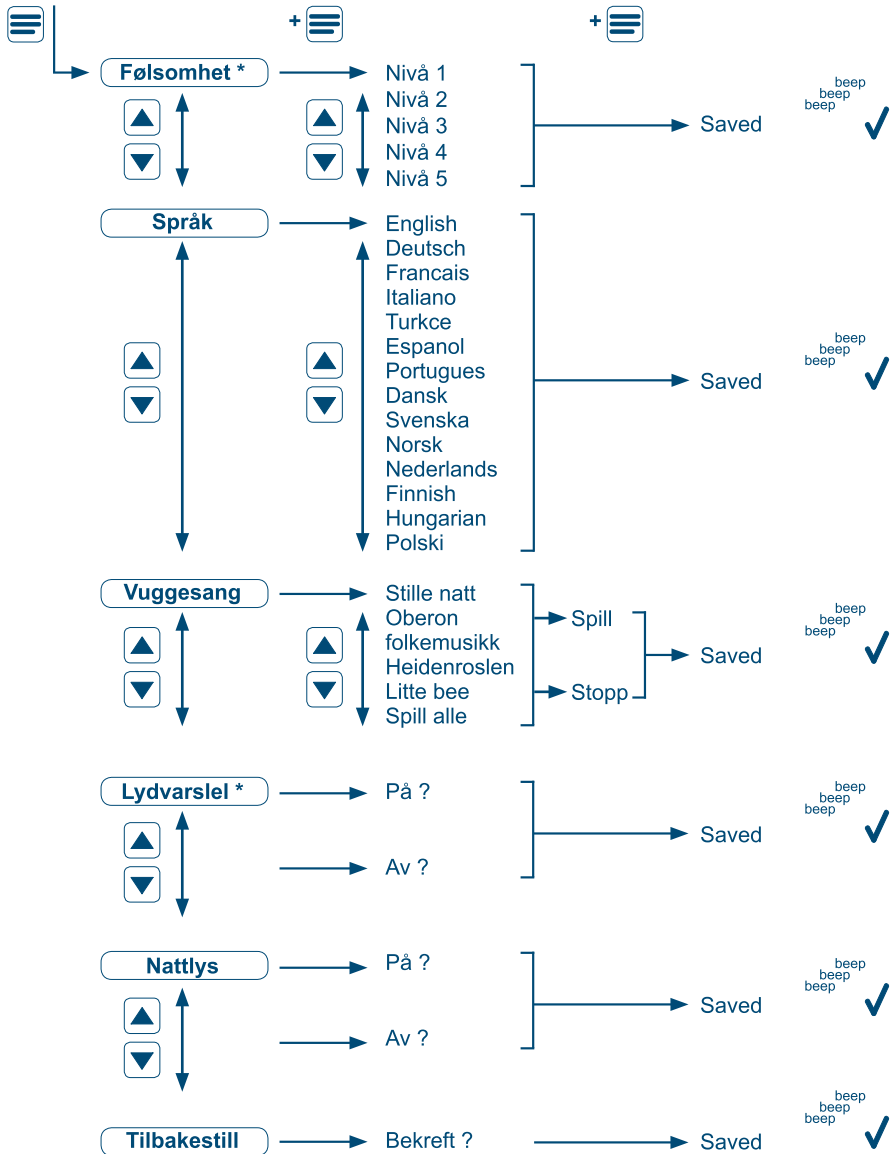 +
+
Følsomhet *
Nivå 1
Nivå 2
Nivå 3
Nivå 4
Nivå 5
Saved
beep
beep
beep
Språk
English
Deutsch
Francais
Italiano
Turkce
Espanol
Portugues
Dansk
Svenska
Norsk
Nederlands
Finnish
Hungarian
Polski
Saved
beep
beep
beep
Vuggesang
Stille natt
Oberon
folkemusikk
Heidenroslen
Litte bee
Spill alle
Spill
Stopp
Saved
beep
beep
beep
Lydvarslel *
På ?
Av ?
Saved
beep
beep
beep
Nattlys
På ?
Av ?
Saved
beep
beep
beep
Tilbakestill
Bekreft ?
Saved
beep
beep
beep